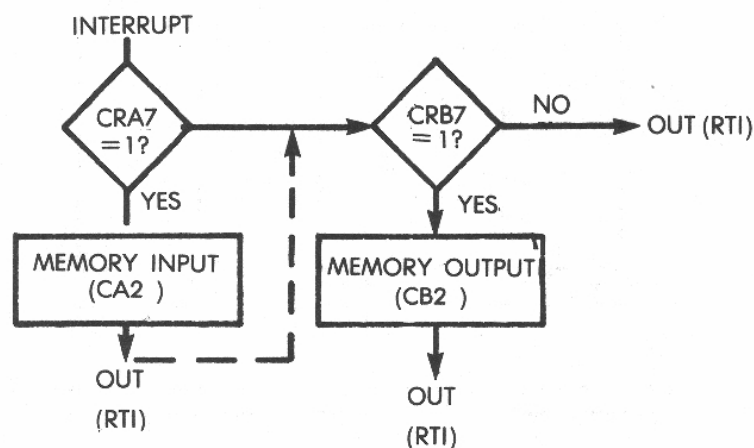 INTERRUPT
CRA7
= 1?
YES
MEMORY INPUT
(CA2 )
OUT
(RTI)
CRB7
= 1?
NO
OUT (RTI)
YES
MEMORY OUTPUT
(CB2 )
OUT
(RTI)